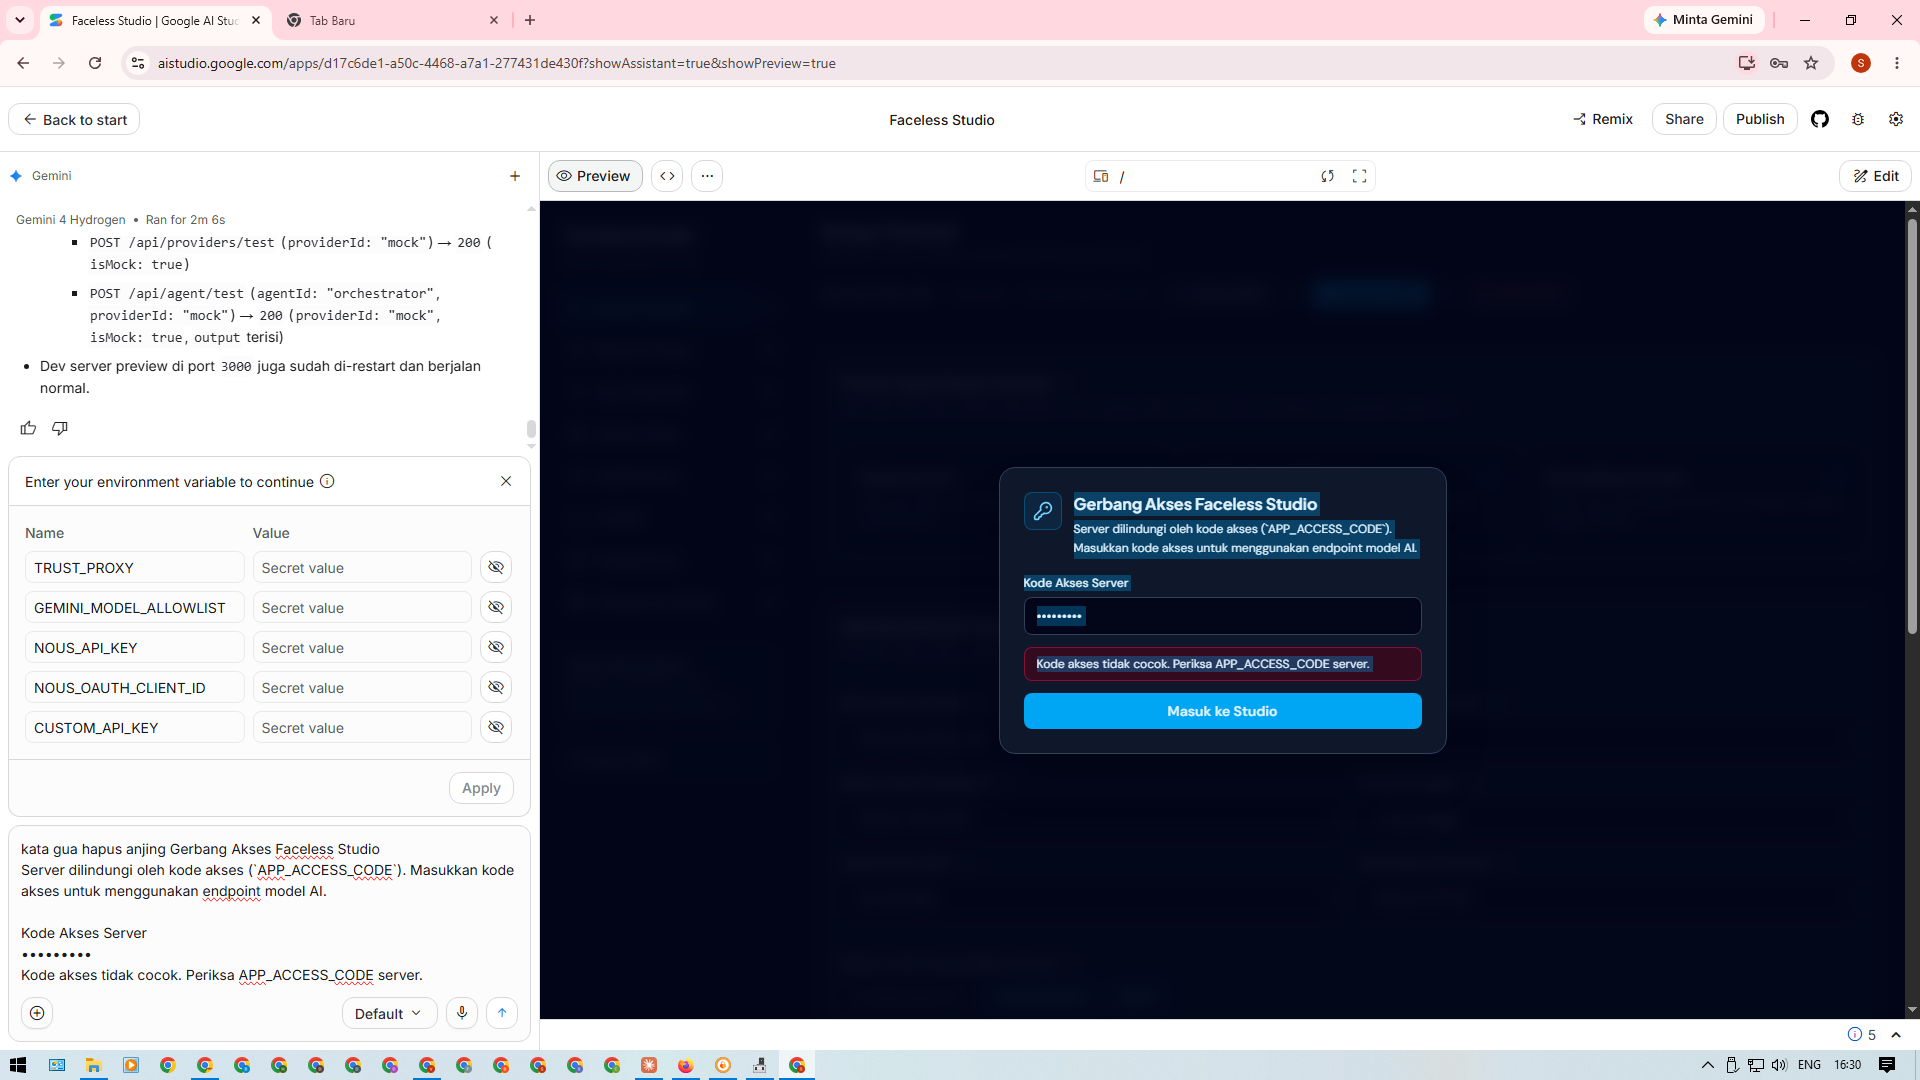 Faceless Studio | Google AI Stu
Tab Baru
Minta Gemini
aistudio.google.com/apps/d17c6de1-a50c-4468-a7a1-277431de430f?showAssistant=true&showPreview=true
S
Back to start
Faceless Studio
Remix
Share
Publish
Gemini
Preview
/
Edit
Gemini 4 Hydrogen • Ran for 2m 6s
▪ POST /api/providers/test (providerId: "mock") → 200 (
isMock: true)
▪ POST /api/agent/test (agentId: "orchestrator",
providerId: "mock") → 200 (providerId: "mock",
isMock: true, output terisi)
• Dev server preview di port 3000 juga sudah di-restart dan berjalan
normal.
Enter your environment variable to continue
Name Value
TRUST_PROXY Secret value
GEMINI_MODEL_ALLOWLIST Secret value
NOUS_API_KEY Secret value
NOUS_OAUTH_CLIENT_ID Secret value
CUSTOM_API_KEY Secret value
Apply
kata gua hapus anjing Gerbang Akses Faceless Studio
Server dilindungi oleh kode akses (`APP_ACCESS_CODE`). Masukkan kode
akses untuk menggunakan endpoint model AI.
Kode Akses Server
•••••••••
Kode akses tidak cocok. Periksa APP_ACCESS_CODE server.
Default
Gerbang Akses Faceless Studio
Server dilindungi oleh kode akses (`APP_ACCESS_CODE`).
Masukkan kode akses untuk menggunakan endpoint model AI.
Kode Akses Server
•••••••••
Kode akses tidak cocok. Periksa APP_ACCESS_CODE server.
Masuk ke Studio
5
ENG
16:30